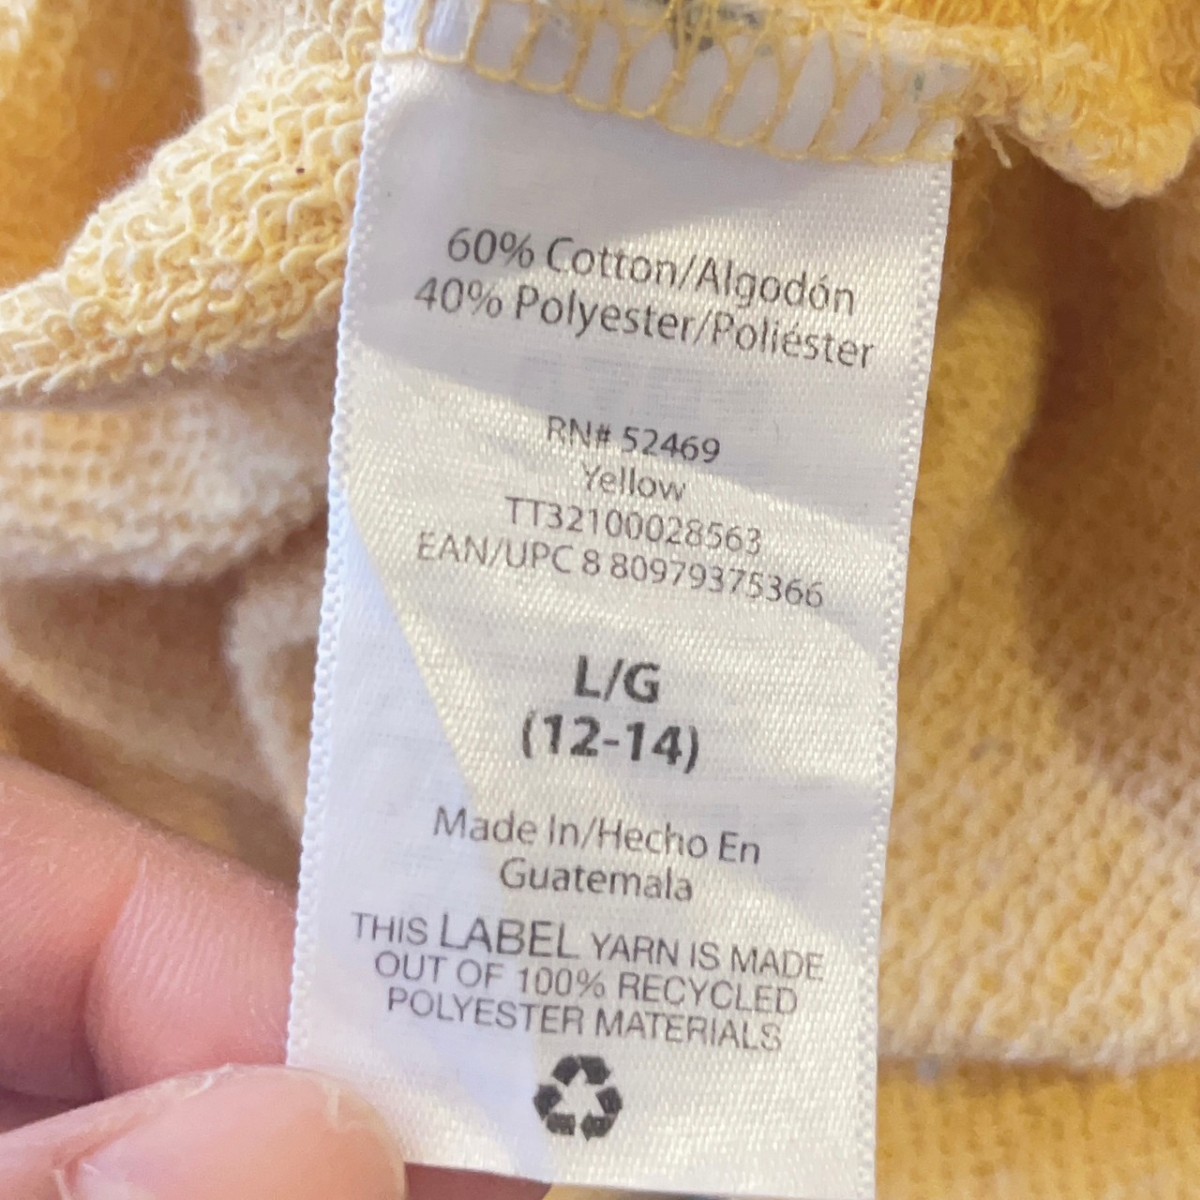 60% Cotton/Algodón
40% Polyester/Poliéster
RN# 52469
Yellow
TT32100028563
EAN/UPC 8 80979375366
L/G
(12-14)
Made In/Hecho En
Guatemala
THIS LABEL YARN IS MADE
OUT OF 100% RECYCLED
POLYESTER MATERIALS